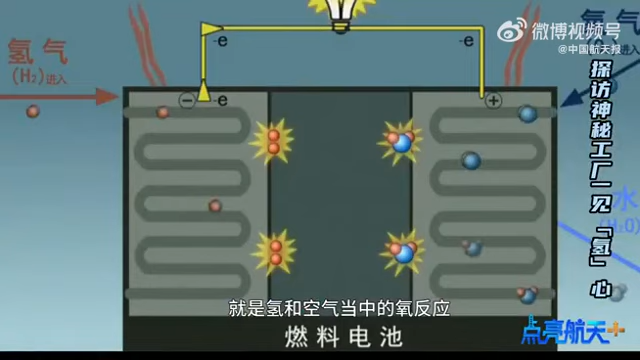 微博视频号
@中国航天报
氢气
(H₂)进入
-e
-e
-e
氧气
(O₂)进入
探访神秘工厂一见「氢」心
水
(H₂O)
就是氢和空气当中的氧反应
燃料电池
点亮航天+